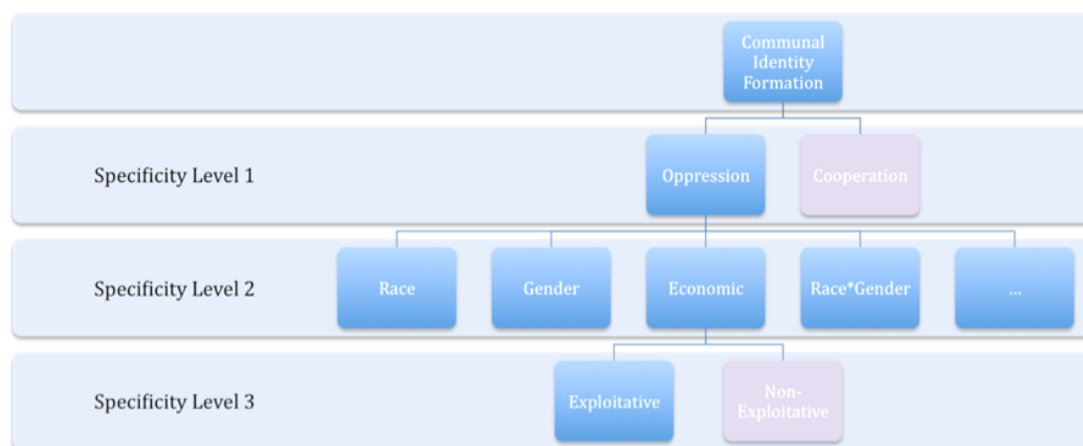 Communal
Identity
Formation
Specificity Level 1
Oppression
Cooperation
Specificity Level 2
Race
Gender
Economic
Race*Gender
...
Specificity Level 3
Exploitative
Non-
Exploitative